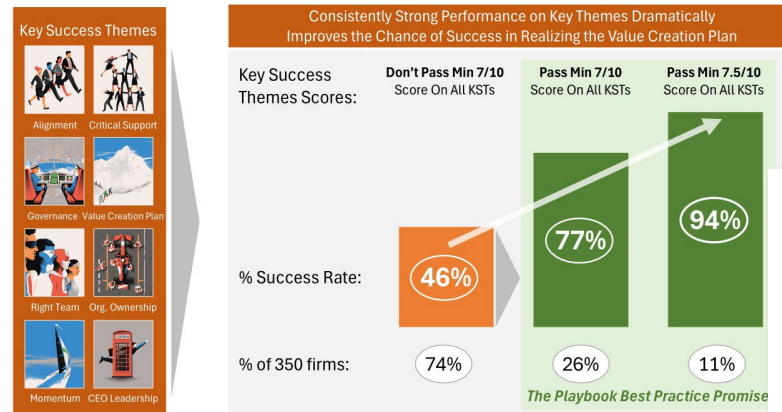 Key Success Themes
Alignment
Critical Support
Governance
Value Creation Plan
Right Team
Org. Ownership
Momentum
CEO Leadership
Consistently Strong Performance on Key Themes Dramatically
Improves the Chance of Success in Realizing the Value Creation Plan
Key Success
Themes Scores:
Don't Pass Min 7/10
Score On All KSTs
Pass Min 7/10
Score On All KSTs
Pass Min 7.5/10
Score On All KSTs
% Success Rate:
46%
77%
94%
% of 350 firms:
74%
26%
11%
The Playbook Best Practice Promise